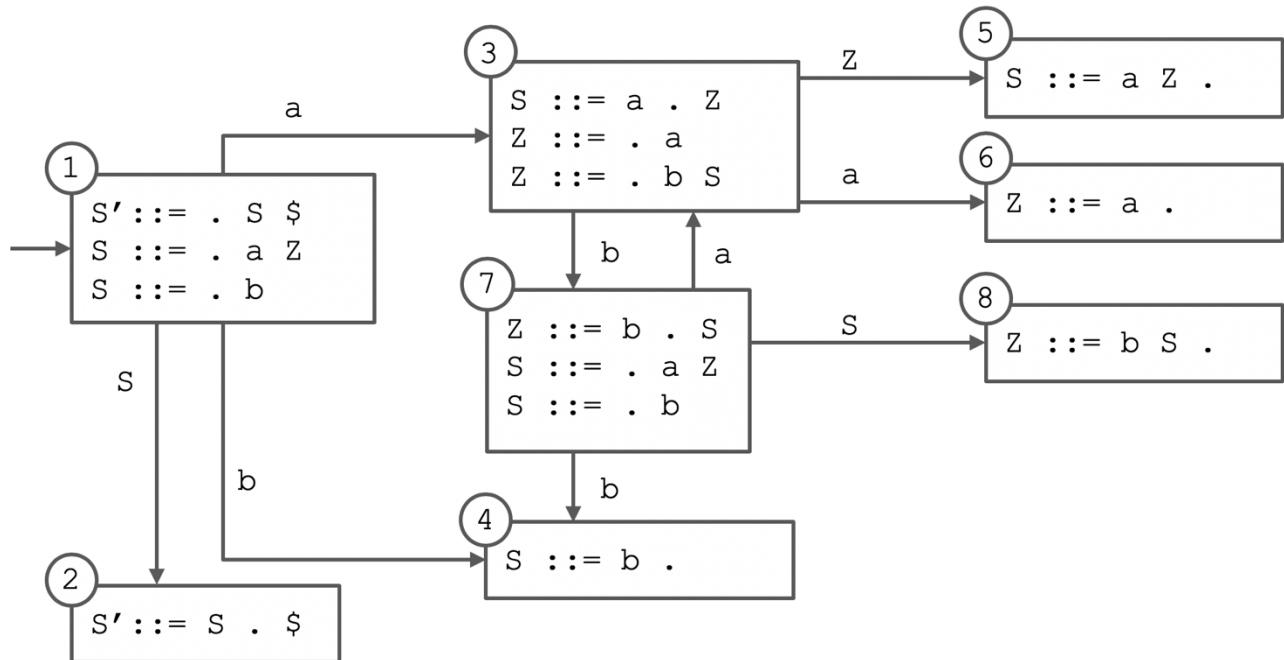 1
S'::= . S $
S ::= . a Z
S ::= . b
a
3
S ::= a . Z
Z ::= . a
Z ::= . b S
Z
5
S ::= a Z .
a
6
Z ::= a .
b
a
7
Z ::= b . S
S ::= . a Z
S ::= . b
S
8
Z ::= b S .
S
b
b
4
S ::= b .
2
S'::= S . $